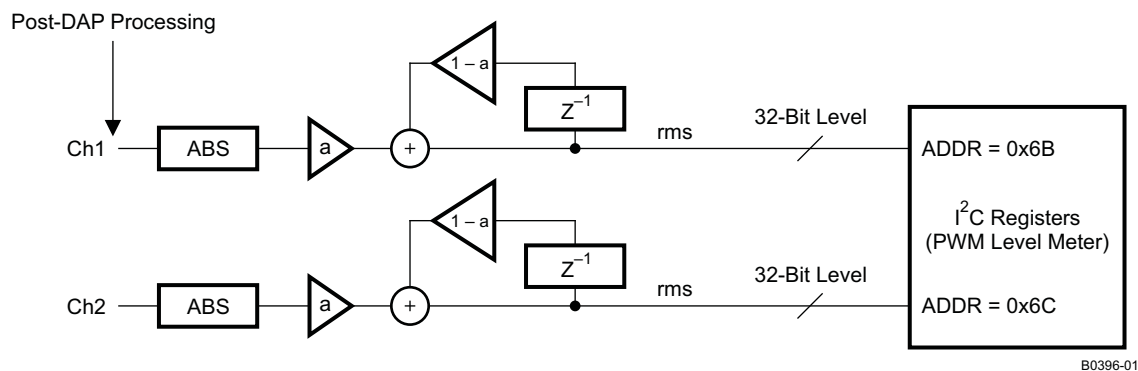 Post-DAP Processing
1 – a
Z⁻¹
Ch1
ABS
a
+
rms
32-Bit Level
ADDR = 0x6B
I²C Registers
(PWM Level Meter)
1 – a
Z⁻¹
Ch2
ABS
a
+
rms
32-Bit Level
ADDR = 0x6C
B0396-01